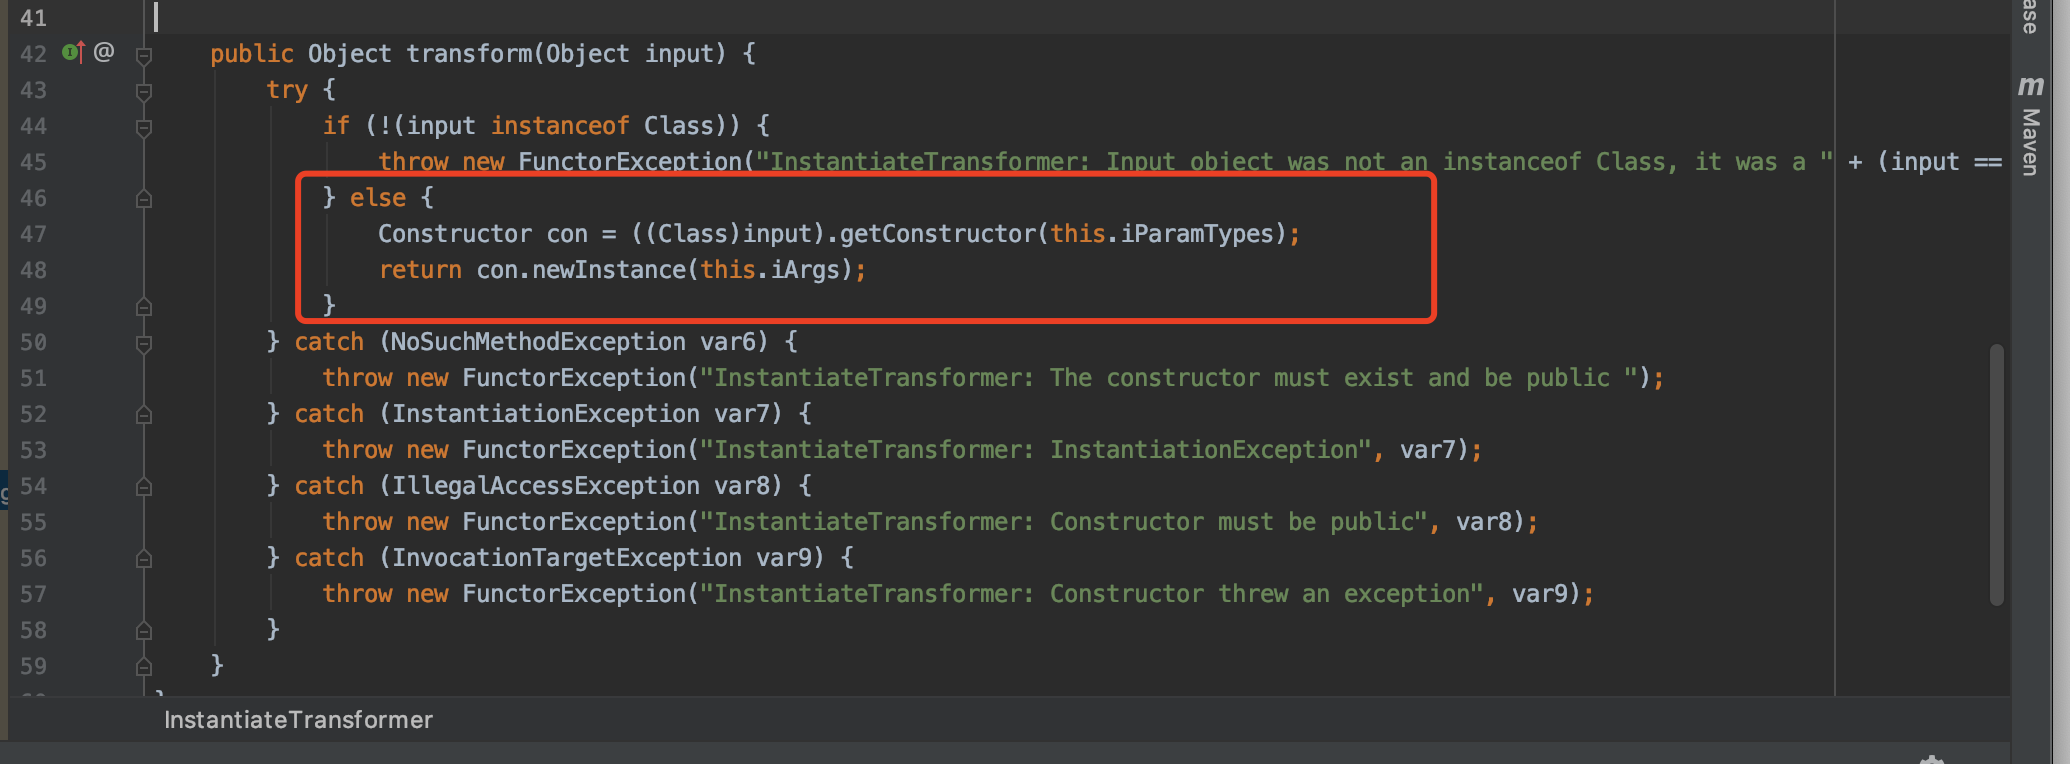 41
42 @ public Object transform(Object input) {
43 try {
44 if (!(input instanceof Class)) {
45 throw new FunctorException("InstantiateTransformer: Input object was not an instanceof Class, it was a " + (input ==
46 } else {
47 Constructor con = ((Class)input).getConstructor(this.iParamTypes);
48 return con.newInstance(this.iArgs);
49 }
50 } catch (NoSuchMethodException var6) {
51 throw new FunctorException("InstantiateTransformer: The constructor must exist and be public ");
52 } catch (InstantiationException var7) {
53 throw new FunctorException("InstantiateTransformer: InstantiationException", var7);
54 } catch (IllegalAccessException var8) {
55 throw new FunctorException("InstantiateTransformer: Constructor must be public", var8);
56 } catch (InvocationTargetException var9) {
57 throw new FunctorException("InstantiateTransformer: Constructor threw an exception", var9);
58 }
59 }
InstantiateTransformer
ase
m Maven